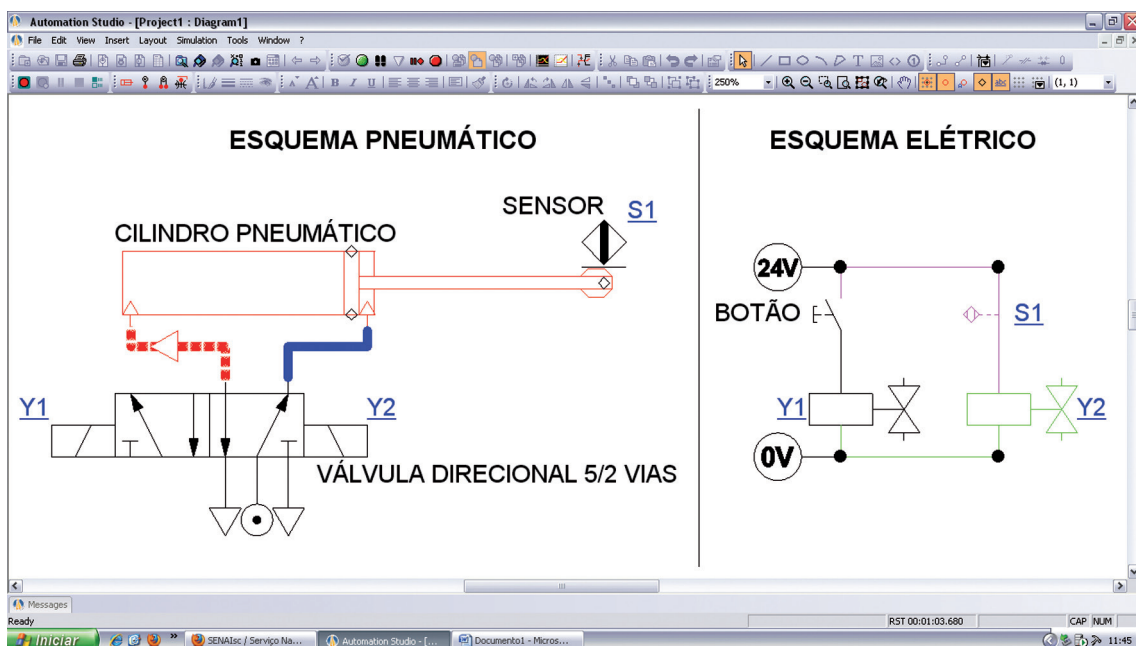 Automation Studio - [Project1 : Diagram1]
File Edit View Insert Layout Simulation Tools Window ?
250%
(1, 1)
ESQUEMA PNEUMÁTICO
ESQUEMA ELÉTRICO
SENSOR S1
CILINDRO PNEUMÁTICO
24V
BOTÃO
S1
Y1
Y2
Y1
Y2
0V
VÁLVULA DIRECIONAL 5/2 VIAS
Messages
Ready
RST 00:01:03.680
CAP NUM
Iniciar
SENAIsc / Serviço Na...
Automation Studio - [...
Documento1 - Micros...
11:45